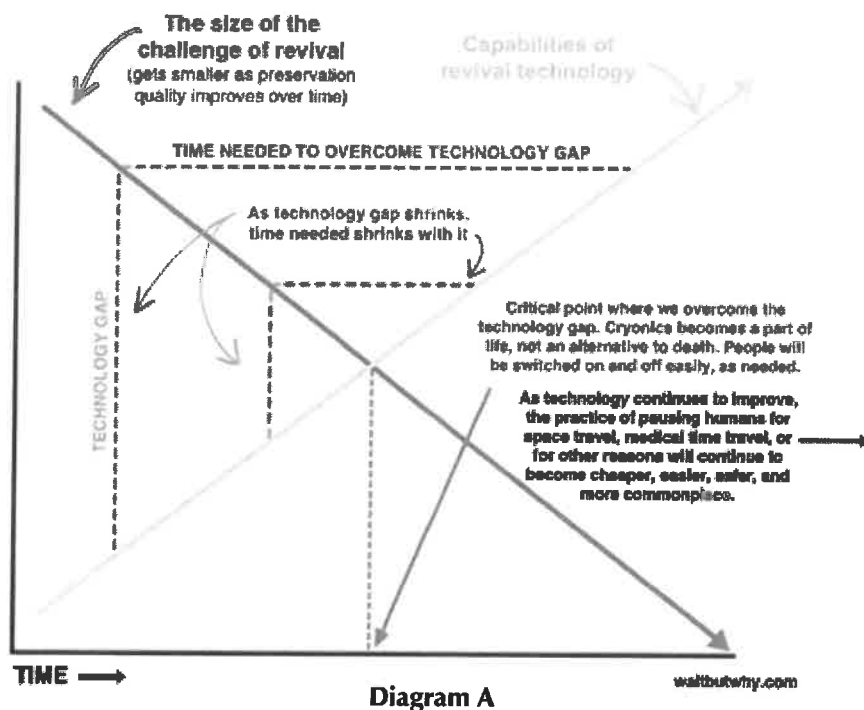 The size of the
challenge of revival
(gets smaller as preservation
quality improves over time)
Capabilities of
revival technology
TIME NEEDED TO OVERCOME TECHNOLOGY GAP
As technology gap shrinks,
time needed shrinks with it
TECHNOLOGY GAP
Critical point where we overcome the
technology gap. Cryonics becomes a part of
life, not an alternative to death. People will
be switched on and off easily, as needed.
As technology continues to improve,
the practice of pausing humans for
space travel, medical time travel, or
for other reasons will continue to
become cheaper, easier, safer, and
more commonplace.
TIME
waitbutwhy.com
Diagram A